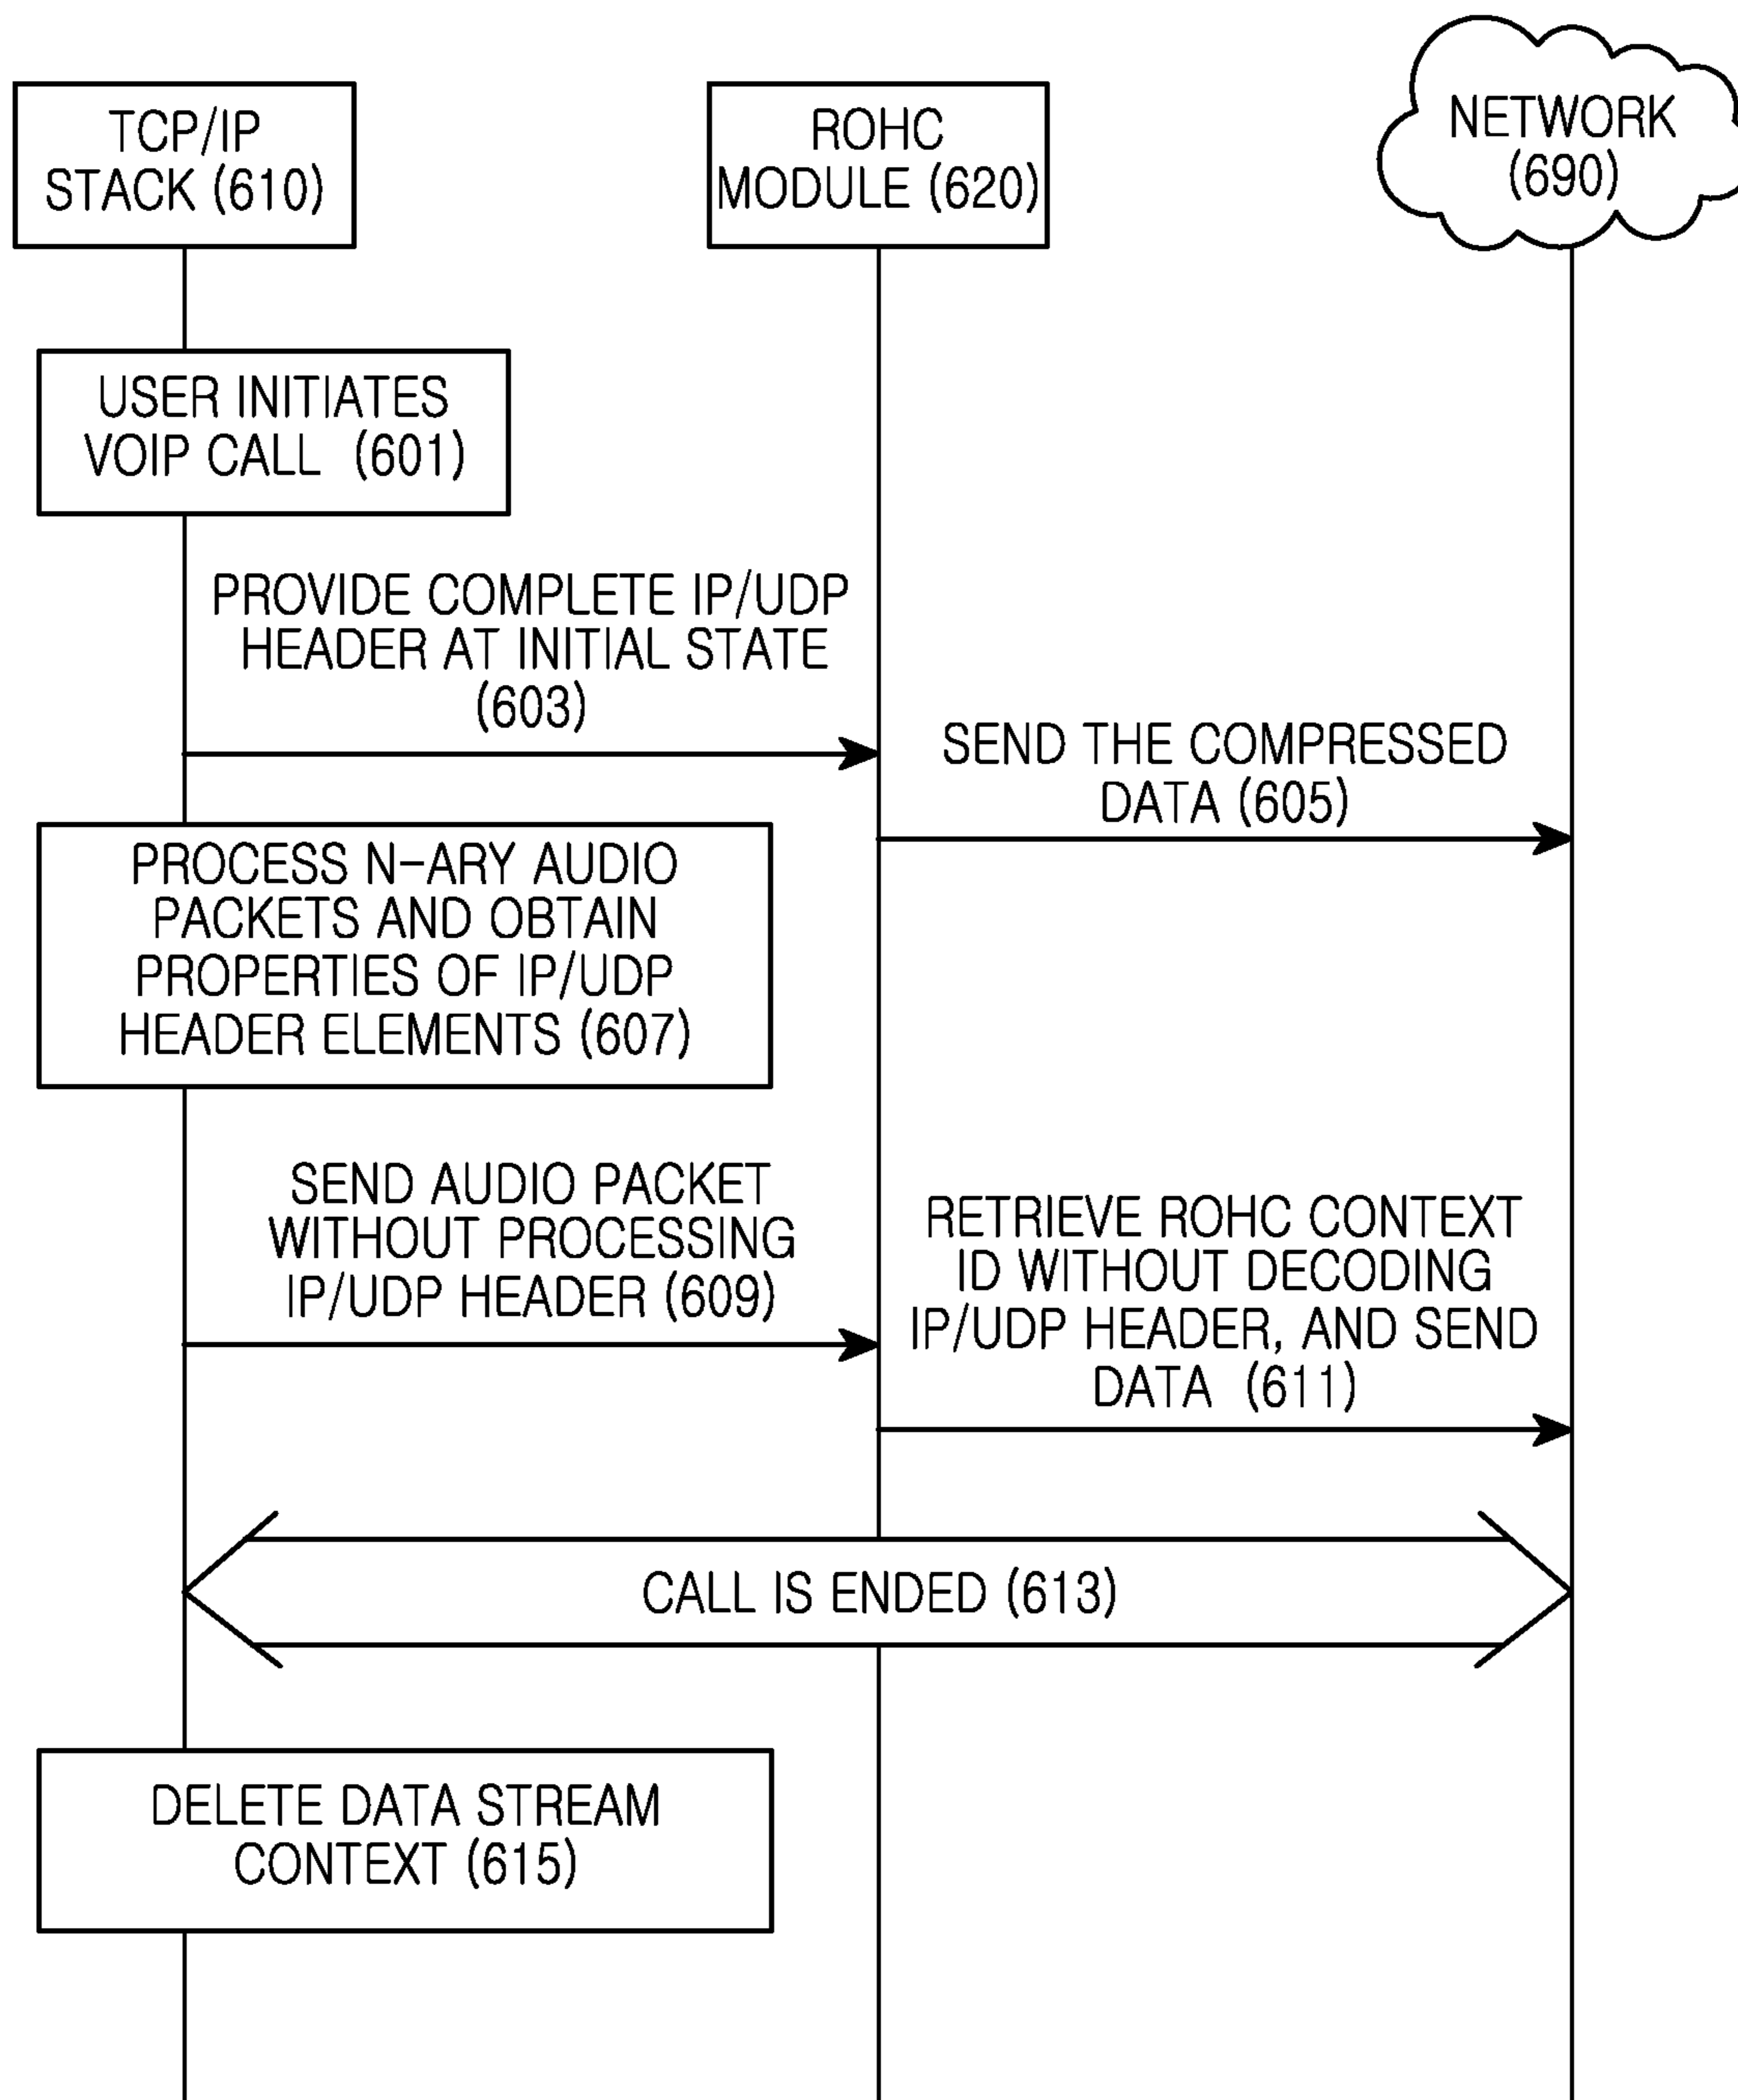 TCP/IP
STACK (610)
ROHC
MODULE (620)
NETWORK
(690)
USER INITIATES
VOIP CALL (601)
PROVIDE COMPLETE IP/UDP
HEADER AT INITIAL STATE
(603)
SEND THE COMPRESSED
DATA (605)
PROCESS N-ARY AUDIO
PACKETS AND OBTAIN
PROPERTIES OF IP/UDP
HEADER ELEMENTS (607)
SEND AUDIO PACKET
WITHOUT PROCESSING
IP/UDP HEADER (609)
RETRIEVE ROHC CONTEXT
ID WITHOUT DECODING
IP/UDP HEADER, AND SEND
DATA (611)
CALL IS ENDED (613)
DELETE DATA STREAM
CONTEXT (615)